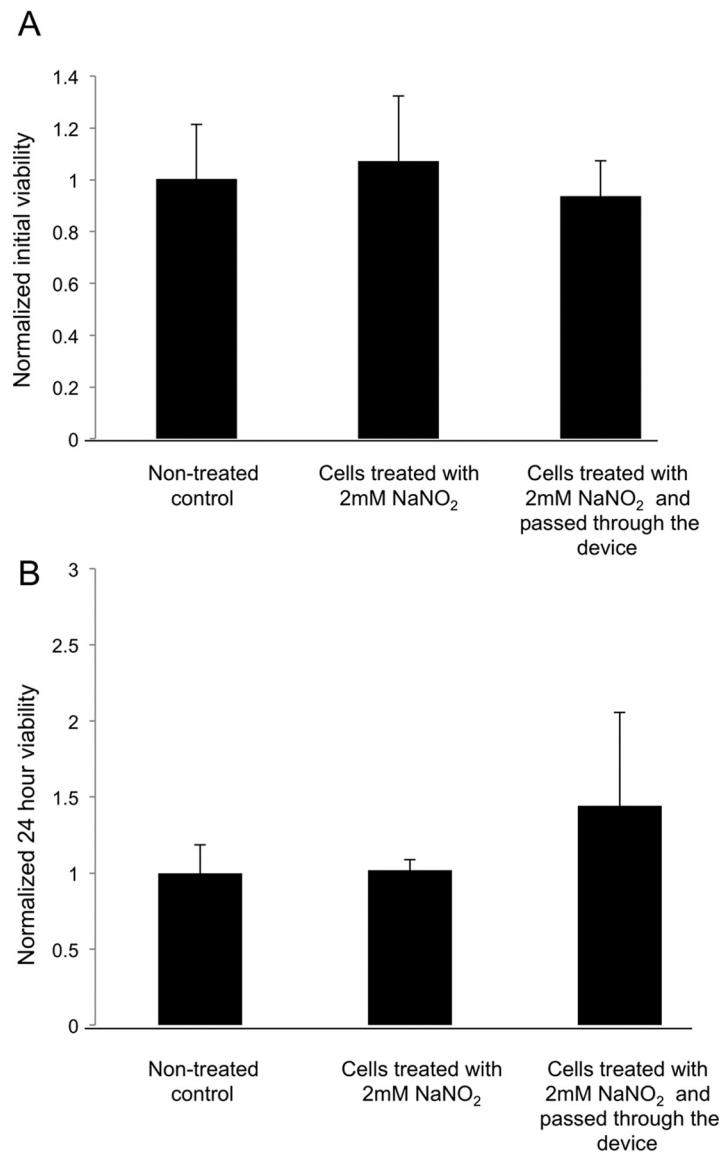 A
1.4
1.2
1
0.8
0.6
0.4
0.2
0
Normalized initial viability
Non-treated
control
Cells treated with
2mM NaNO₂
Cells treated with
2mM NaNO₂ and
passed through the
device
B
3
2.5
2
1.5
1
0.5
0
Normalized 24 hour viability
Non-treated
control
Cells treated with
2mM NaNO₂
Cells treated with
2mM NaNO₂ and
passed through the
device